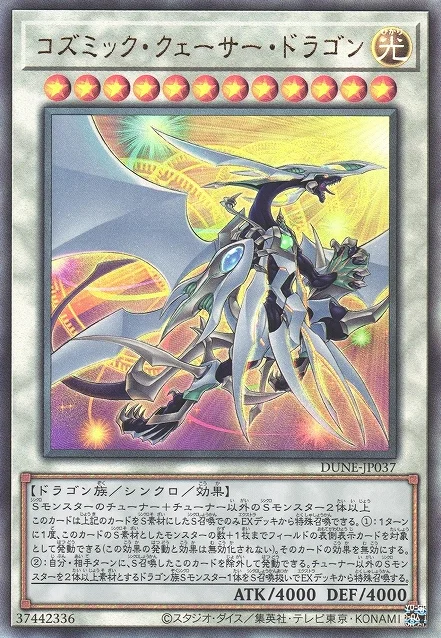 コズミック・クェーサー・ドラゴン
光
DUNE-JP037
【ドラゴン族／シンクロ／効果】
Ｓモンスターのチューナー＋チューナー以外のＳモンスター２体以上
このカードは上記のカードをＳ素材にしたＳ召喚でのみEXデッキから特殊召喚できる。①：１ターン
に１度、このカードのＳ素材としたモンスターの数＋１枚までフィールドの表側表示カードを対象
として発動できる（この効果の発動と効果は無効化されない）。そのカードの効果を無効にする。
②：自分・相手ターンに、Ｓ召喚したこのカードを除外して発動できる。チューナー以外のＳモン
スターを２体以上素材とするドラゴン族Ｓモンスター１体をＳ召喚扱いでEXデッキから特殊召喚する。
ATK/4000 DEF/4000
37442336
©スタジオ・ダイス／集英社・テレビ東京・KONAMI